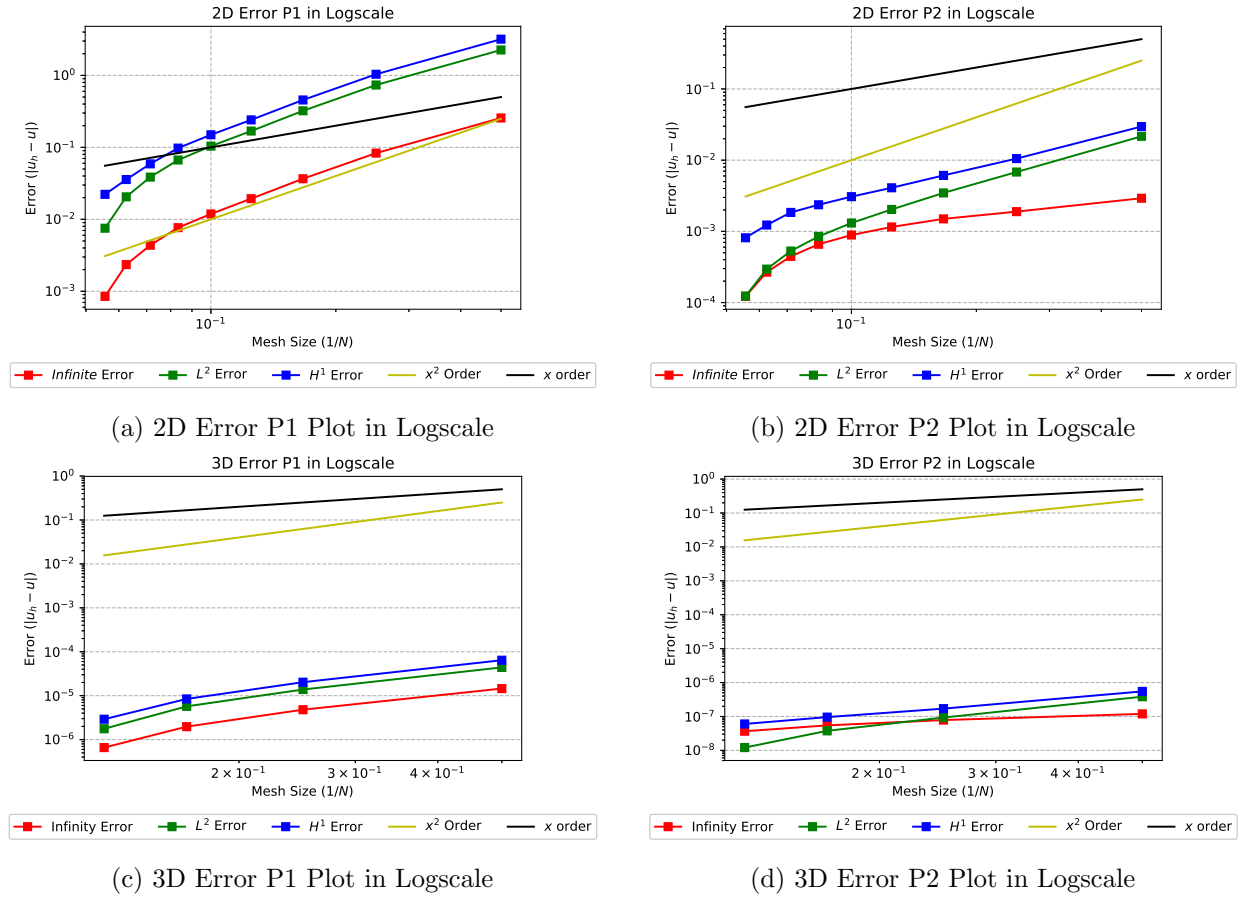 2D Error P1 in Logscale
Error (|u_h − u|)
10^0
10^{-1}
10^{-2}
10^{-3}
10^{-1}
Mesh Size (1/N)
Infinite Error L^2 Error H^1 Error x^2 Order x order
(a) 2D Error P1 Plot in Logscale
2D Error P2 in Logscale
Error (|u_h − u|)
10^{-1}
10^{-2}
10^{-3}
10^{-4}
10^{-1}
Mesh Size (1/N)
Infinite Error L^2 Error H^1 Error x^2 Order x order
(b) 2D Error P2 Plot in Logscale
3D Error P1 in Logscale
Error (|u_h − u|)
10^0
10^{-1}
10^{-2}
10^{-3}
10^{-4}
10^{-5}
10^{-6}
2 × 10^{-1} 3 × 10^{-1} 4 × 10^{-1}
Mesh Size (1/N)
Infinity Error L^2 Error H^1 Error x^2 Order x order
(c) 3D Error P1 Plot in Logscale
3D Error P2 in Logscale
Error (|u_h − u|)
10^0
10^{-1}
10^{-2}
10^{-3}
10^{-4}
10^{-5}
10^{-6}
10^{-7}
10^{-8}
2 × 10^{-1} 3 × 10^{-1} 4 × 10^{-1}
Mesh Size (1/N)
Infinity Error L^2 Error H^1 Error x^2 Order x order
(d) 3D Error P2 Plot in Logscale